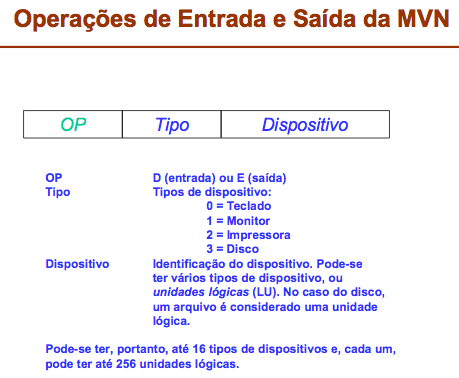 Operações de Entrada e Saída da MVN
OP Tipo Dispositivo
OP D (entrada) ou E (saída)
Tipo Tipos de dispositivo:
0 = Teclado
1 = Monitor
2 = Impressora
3 = Disco
Dispositivo Identificação do dispositivo. Pode-se
ter vários tipos de dispositivo, ou
unidades lógicas (LU). No caso do disco,
um arquivo é considerado uma unidade
lógica.
Pode-se ter, portanto, até 16 tipos de dispositivos e, cada um,
pode ter até 256 unidades lógicas.